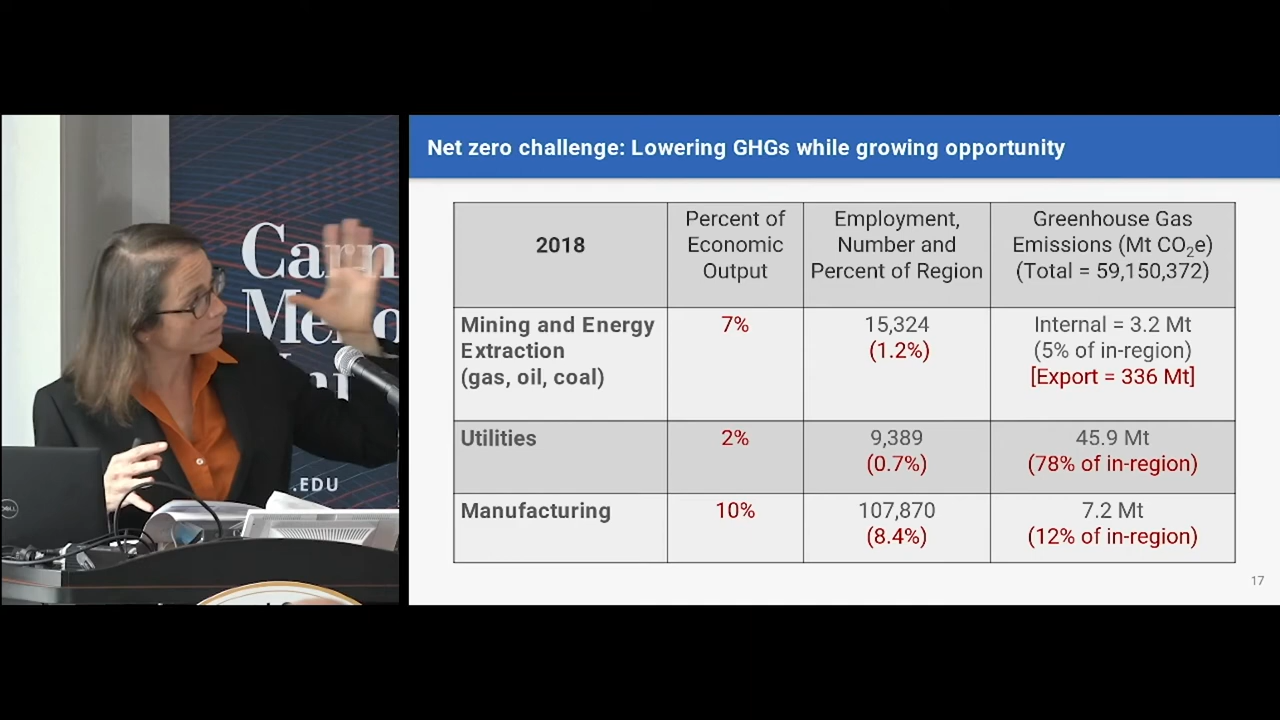 Carn
Mello
.EDU
DELL
Net zero challenge: Lowering GHGs while growing opportunity
2018
Percent of
Economic
Output
Employment,
Number and
Percent of Region
Greenhouse Gas
Emissions (Mt CO₂e)
(Total = 59,150,372)
Mining and Energy
Extraction
(gas, oil, coal)
7%
15,324
(1.2%)
Internal = 3.2 Mt
(5% of in-region)
[Export = 336 Mt]
Utilities
2%
9,389
(0.7%)
45.9 Mt
(78% of in-region)
Manufacturing
10%
107,870
(8.4%)
7.2 Mt
(12% of in-region)
17